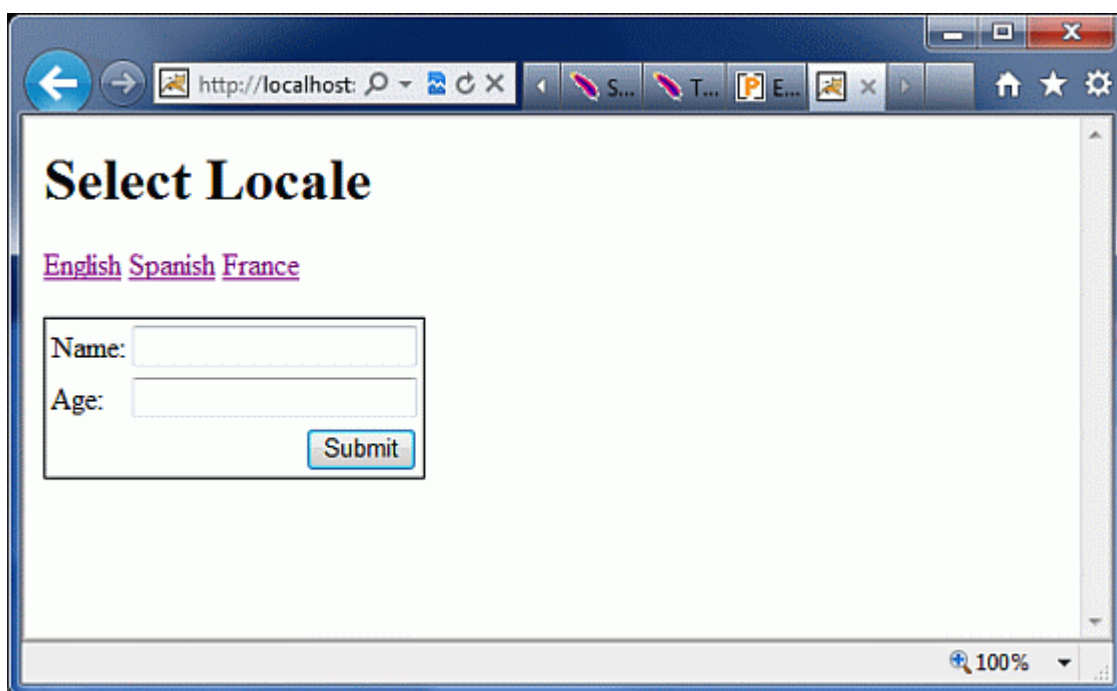 http://localhost: S... T... P E...
Select Locale
English Spanish France
Name:
Age:
Submit
100%